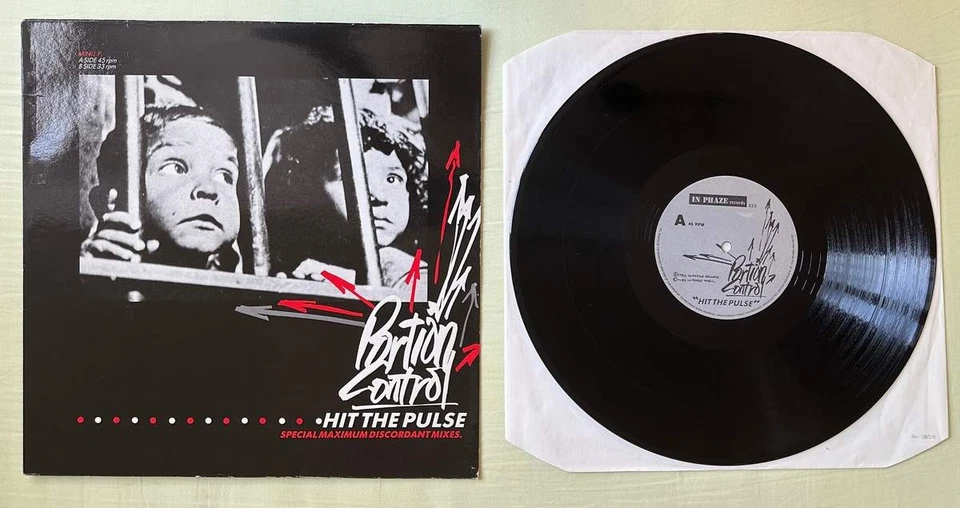 MINI L.P.
A SIDE 45 rpm
B SIDE 33 rpm
Portion
Control
HIT THE PULSE
SPECIAL MAXIMUM DISCORDANT MIXES.
IN PHAZE records
A 45 RPM
Portion
Control
"HIT THE PULSE"